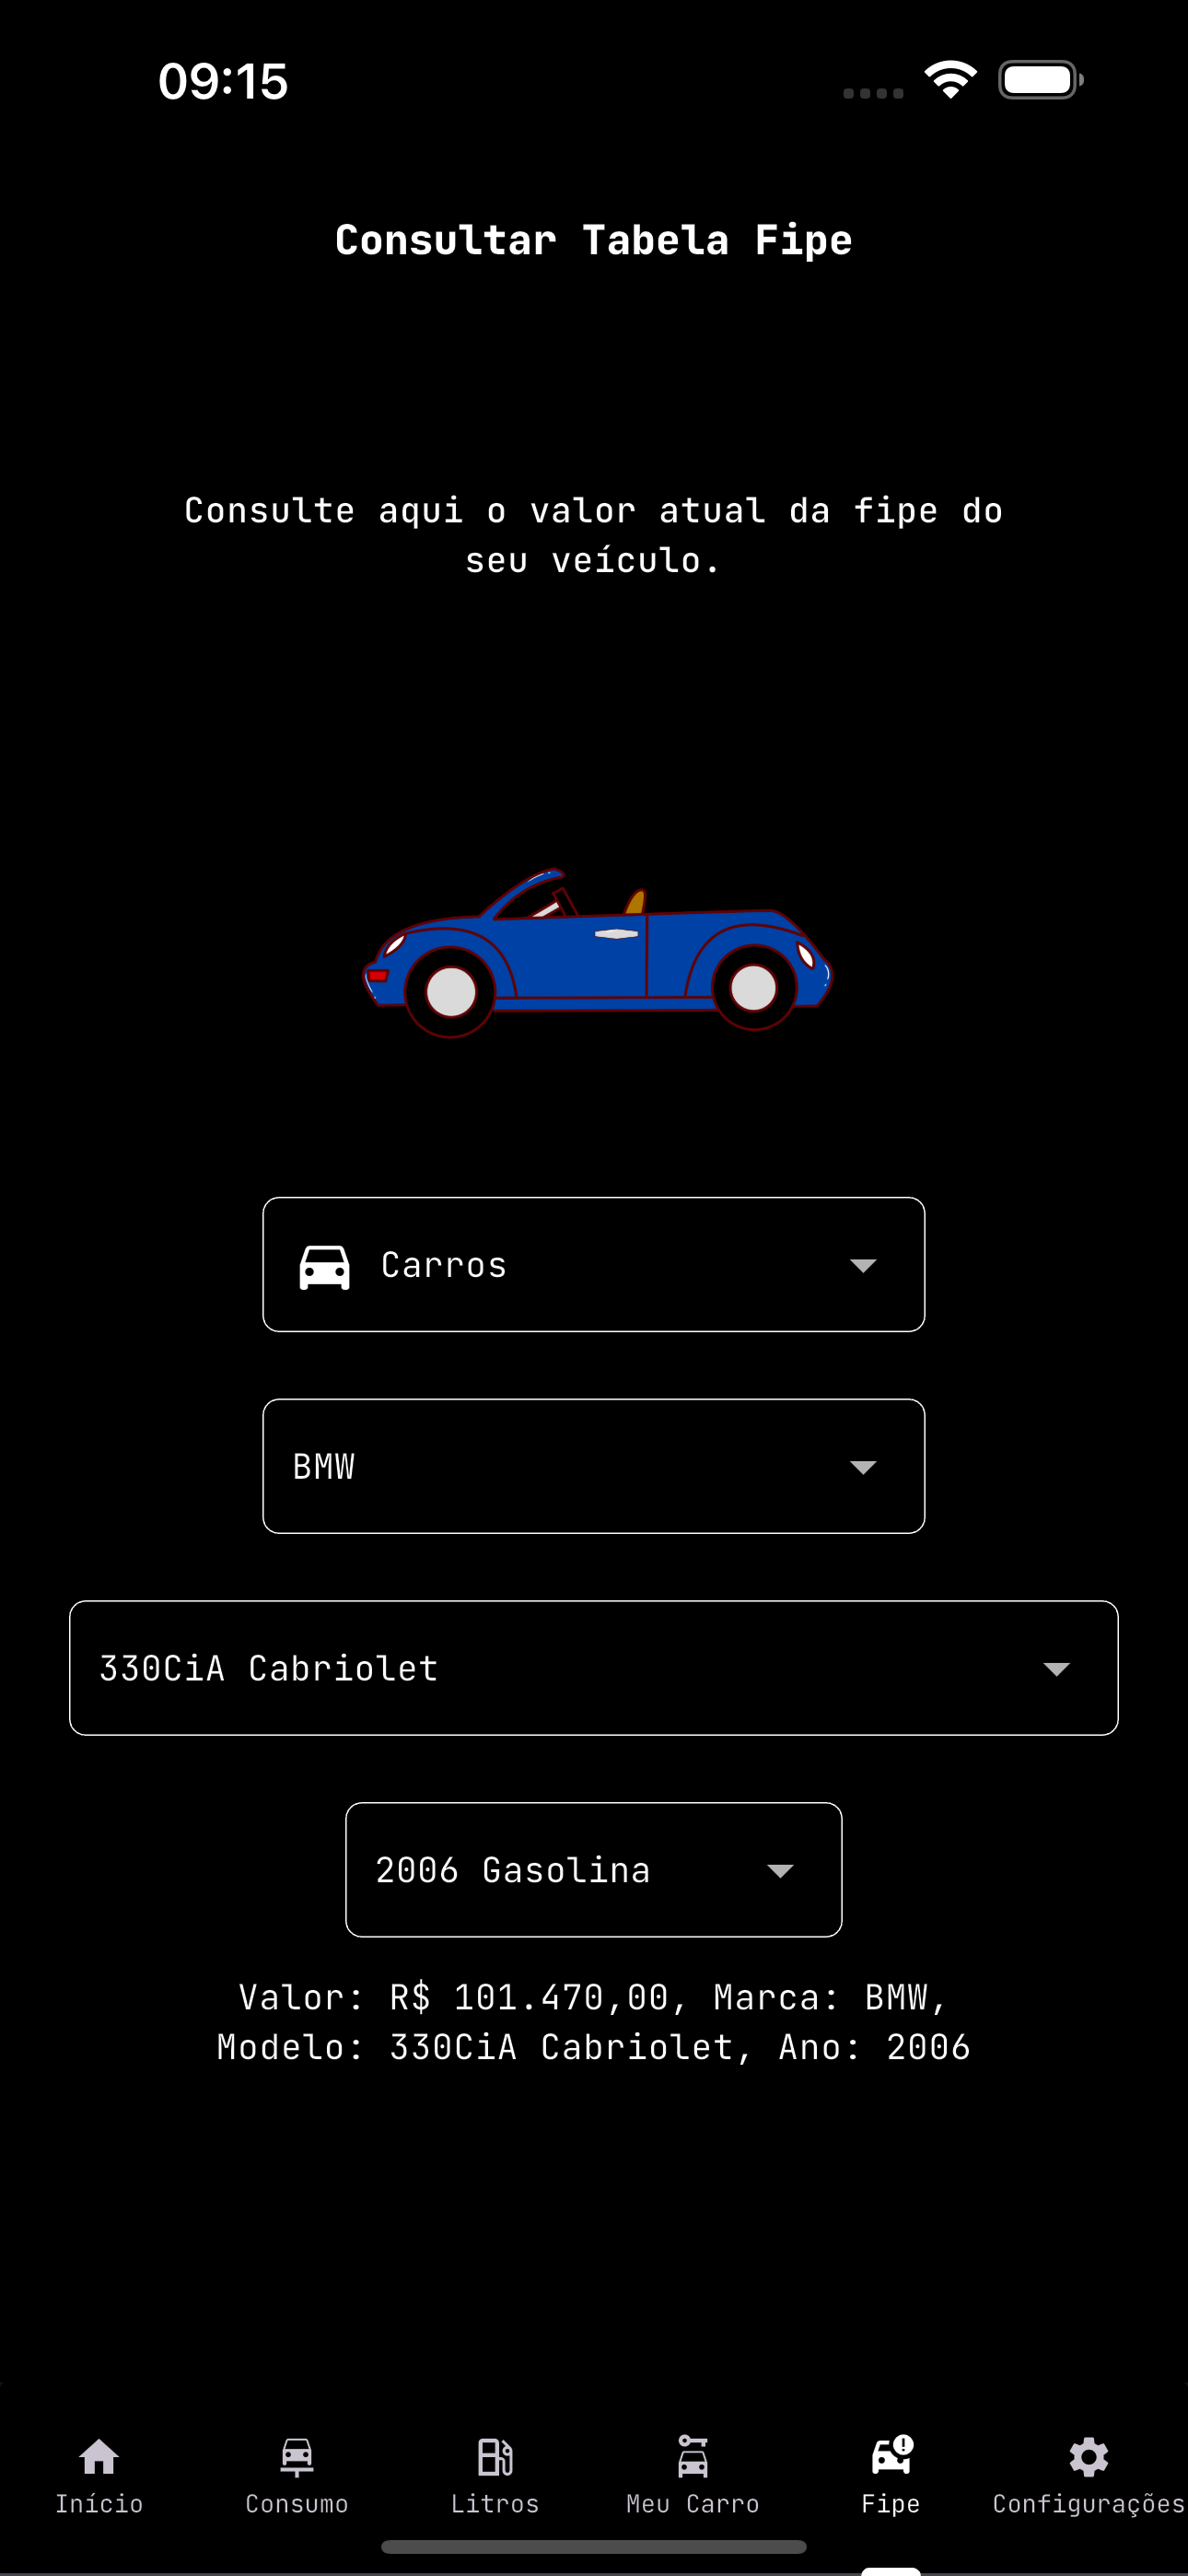 09:15
Consultar Tabela Fipe
Consulte aqui o valor atual da fipe do
seu veículo.
Carros
BMW
330CiA Cabriolet
2006 Gasolina
Valor: R$ 101.470,00, Marca: BMW,
Modelo: 330CiA Cabriolet, Ano: 2006
Início
Consumo
Litros
Meu Carro
Fipe
Configurações